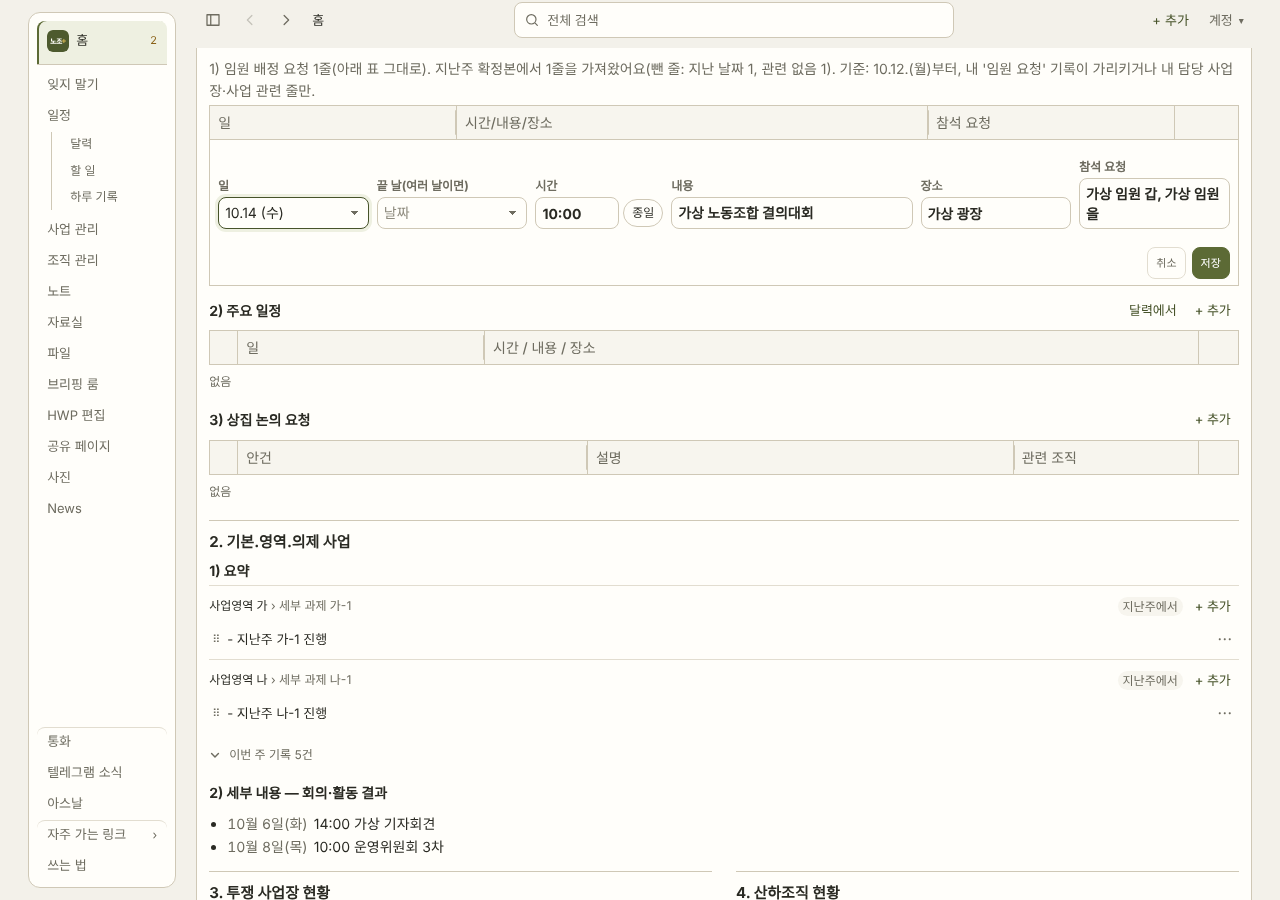 노조+ 홈 2
잊지 말기
일정
달력
할 일
하루 기록
사업 관리
조직 관리
노트
자료실
파일
브리핑 룸
HWP 편집
공유 페이지
사진
News
통화
텔레그램 소식
아스날
자주 가는 링크 ›
쓰는 법
홈
전체 검색
+ 추가
계정 ▾
1) 임원 배정 요청 1줄(아래 표 그대로). 지난주 확정본에서 1줄을 가져왔어요(뺀 줄: 지난 날짜 1, 관련 없음 1). 기준: 10.12.(월)부터, 내 '임원 요청' 기록이 가리키거나 내 담당 사업
장·사업 관련 줄만.
일 시간/내용/장소 참석 요청
일 끝 날(여러 날이면) 시간 내용 장소 참석 요청
10.14 (수) 날짜 10:00 종일 가상 노동조합 결의대회 가상 광장 가상 임원 갑, 가상 임원
을
취소 저장
2) 주요 일정 달력에서 + 추가
일 시간 / 내용 / 장소
없음
3) 상집 논의 요청 + 추가
안건 설명 관련 조직
없음
2. 기본.영역.의제 사업
1) 요약
사업영역 가 › 세부 과제 가-1 지난주에서 + 추가
- 지난주 가-1 진행 ⋯
사업영역 나 › 세부 과제 나-1 지난주에서 + 추가
- 지난주 나-1 진행 ⋯
이번 주 기록 5건
2) 세부 내용 — 회의·활동 결과
• 10월 6일(화) 14:00 가상 기자회견
• 10월 8일(목) 10:00 운영위원회 3차
3. 투쟁 사업장 현황 4. 산하조직 현황